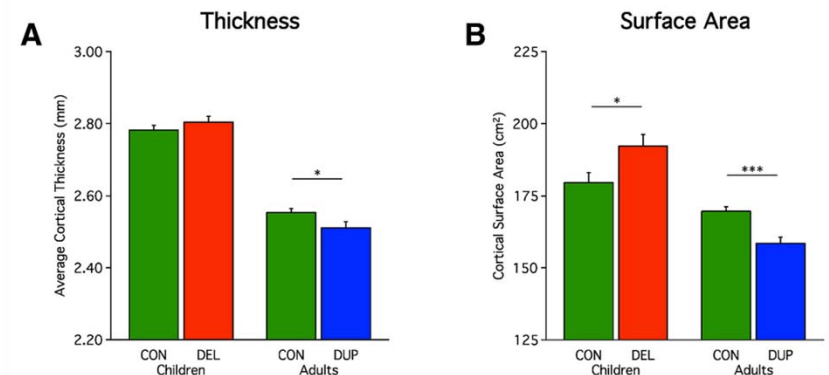 A
Thickness
Average Cortical Thickness (mm)
3.00
2.80
2.60
2.40
2.20
*
CON DEL CON DUP
Children Adults
B
Surface Area
Cortical Surface Area (cm²)
225
200
175
150
125
*
***
CON DEL CON DUP
Children Adults